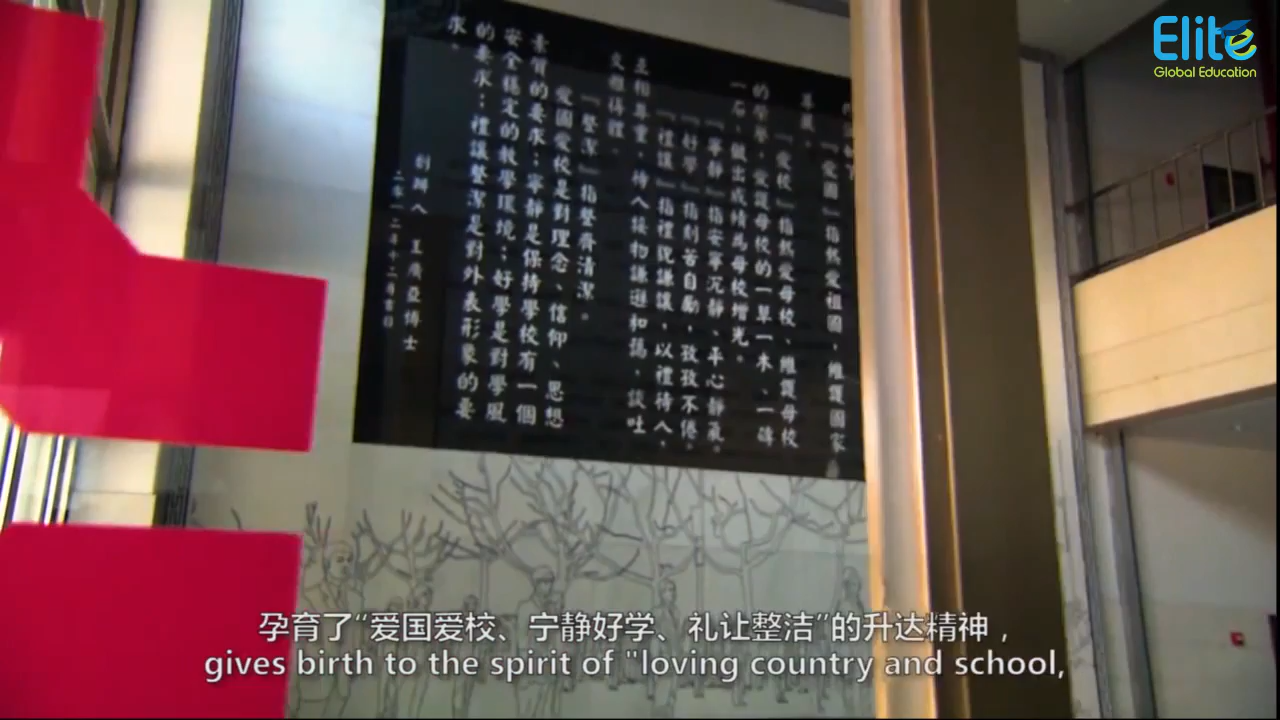 Elite
Global Education
『愛國』指熱愛祖國，維護國家
尊嚴。
『愛校』指熱愛母校、維護母校
的榮譽，愛護母校的一草一木、一磚
一石，做出成績為母校增光。
『寧靜』指安寧沉靜、平心靜氣。
『好學』指刻苦自勵，孜孜不倦。
『禮讓』指禮貌謙讓，以禮待人，
互相尊重，待人接物謙遜和藹，談吐
文雅得體。
『整潔』指整齊清潔。
愛國愛校是對理念、信仰、思想
素質的要求；寧靜是保持學校有一個
安全穩定的教學環境；好學是對學風
的要求；禮讓整潔是對外表形象的要
求。
創辦人 王廣亞博士
二零一二年十二月
孕育了“爱国爱校、宁静好学、礼让整洁”的升达精神，
gives birth to the spirit of "loving country and school,